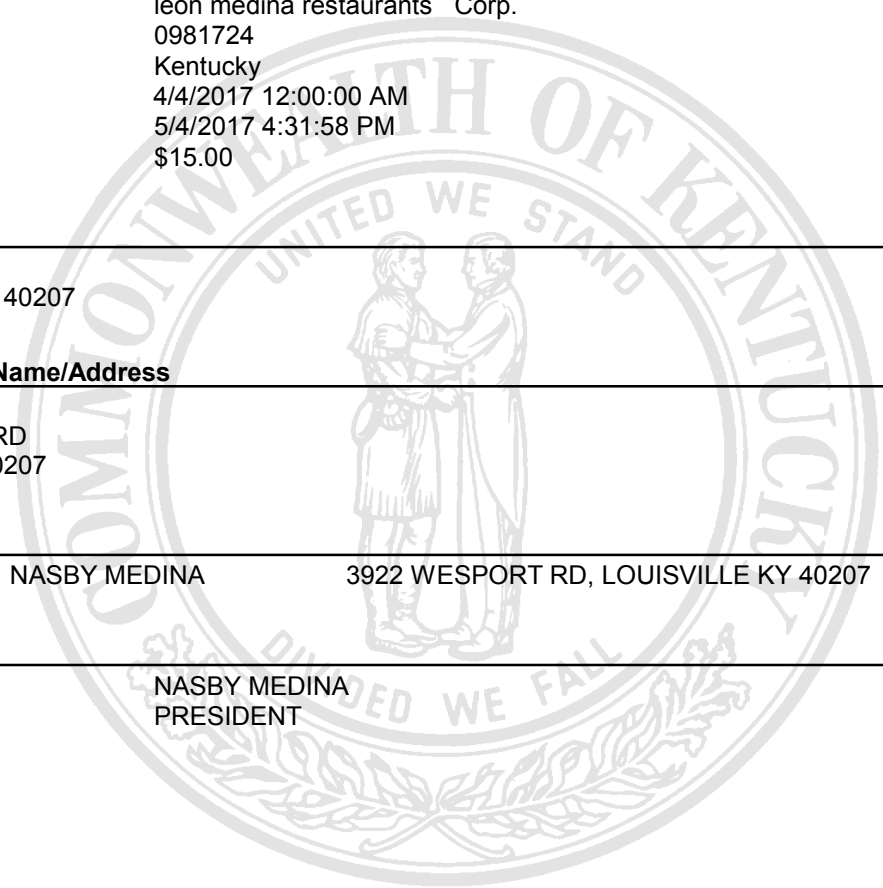 leon medina restaurants Corp.
0981724
Kentucky
4/4/2017 12:00:00 AM
5/4/2017 4:31:58 PM
$15.00
COMMONWEALTH OF KENTUCKY
UNITED WE STAND
40207
Name/Address
RD
0207
NASBY MEDINA 3922 WESPORT RD, LOUISVILLE KY 40207
NASBY MEDINA
PRESIDENT
DIVIDED WE FALL